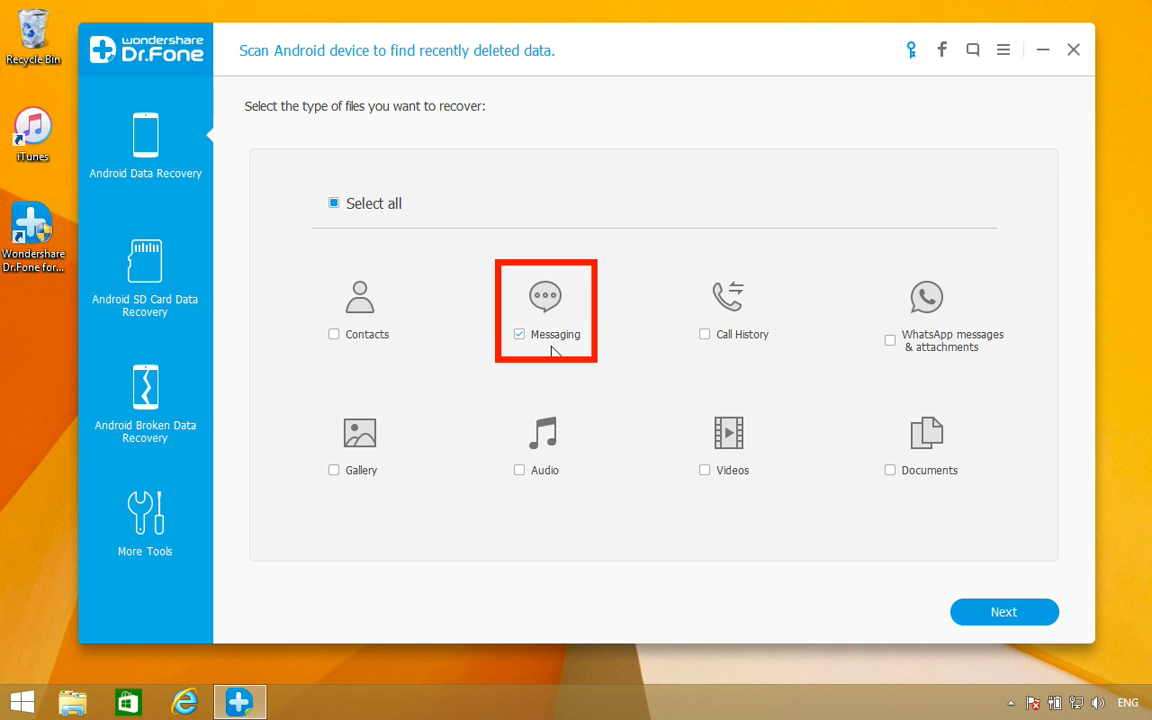 Recycle Bin
iTunes
Wondershare
Dr.Fone for...
wondershare
Dr.Fone
Android Data Recovery
Android SD Card Data
Recovery
Android Broken Data
Recovery
More Tools
Scan Android device to find recently deleted data.
Select the type of files you want to recover:
Select all
Contacts
Messaging
Call History
WhatsApp messages
& attachments
Gallery
Audio
Videos
Documents
Next
ENG